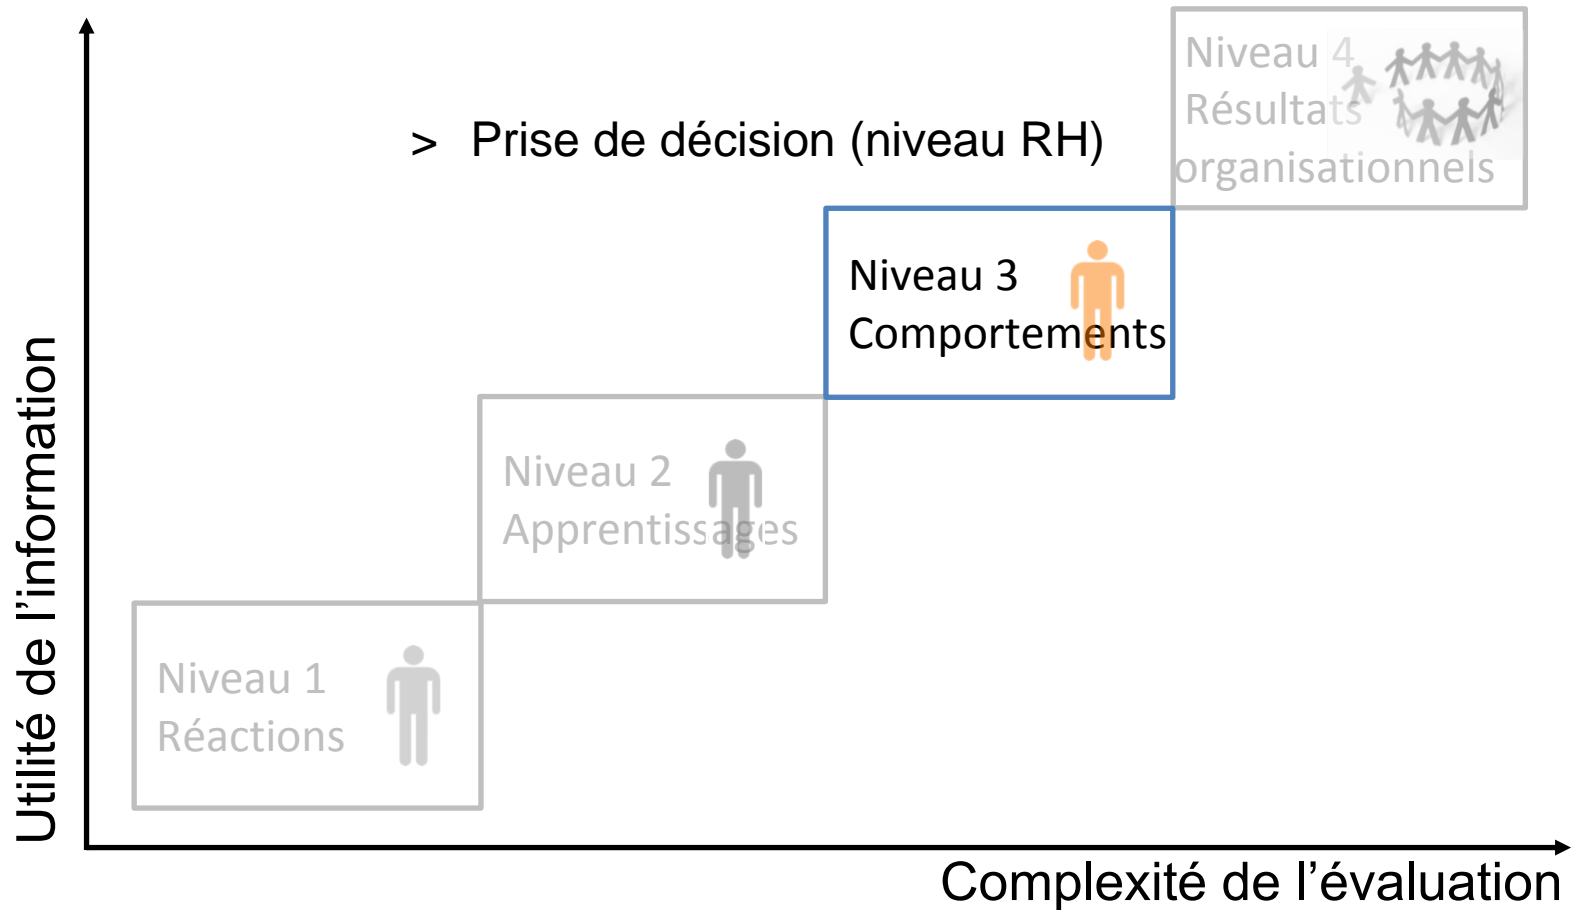 Niveau 4
Résultats
organisationnels
> Prise de décision (niveau RH)
Niveau 3
Comportements
Niveau 2
Apprentissages
Niveau 1
Réactions
Utilité de l’information
Complexité de l’évaluation